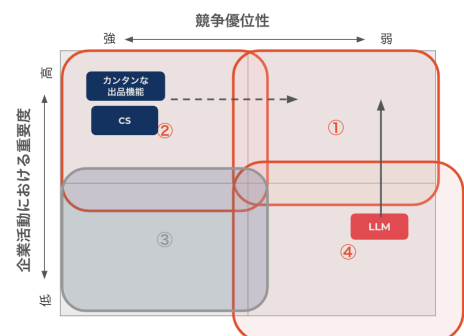 競争優位性
強
弱
高
カンタンな
出品機能
CS
②
①
企業活動における重要度
③
LLM
④
低